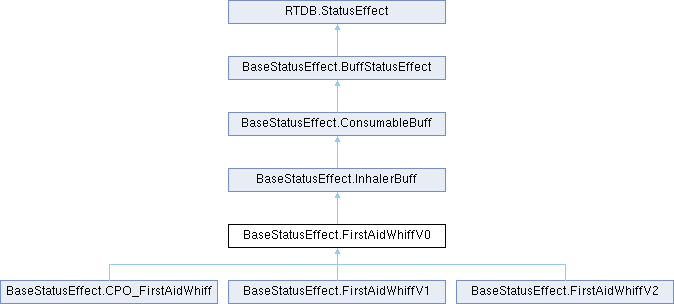 RTDB.StatusEffect
BaseStatusEffect.BuffStatusEffect
BaseStatusEffect.ConsumableBuff
BaseStatusEffect.InhalerBuff
BaseStatusEffect.FirstAidWhiffV0
BaseStatusEffect.CPO_FirstAidWhiff
BaseStatusEffect.FirstAidWhiffV1
BaseStatusEffect.FirstAidWhiffV2